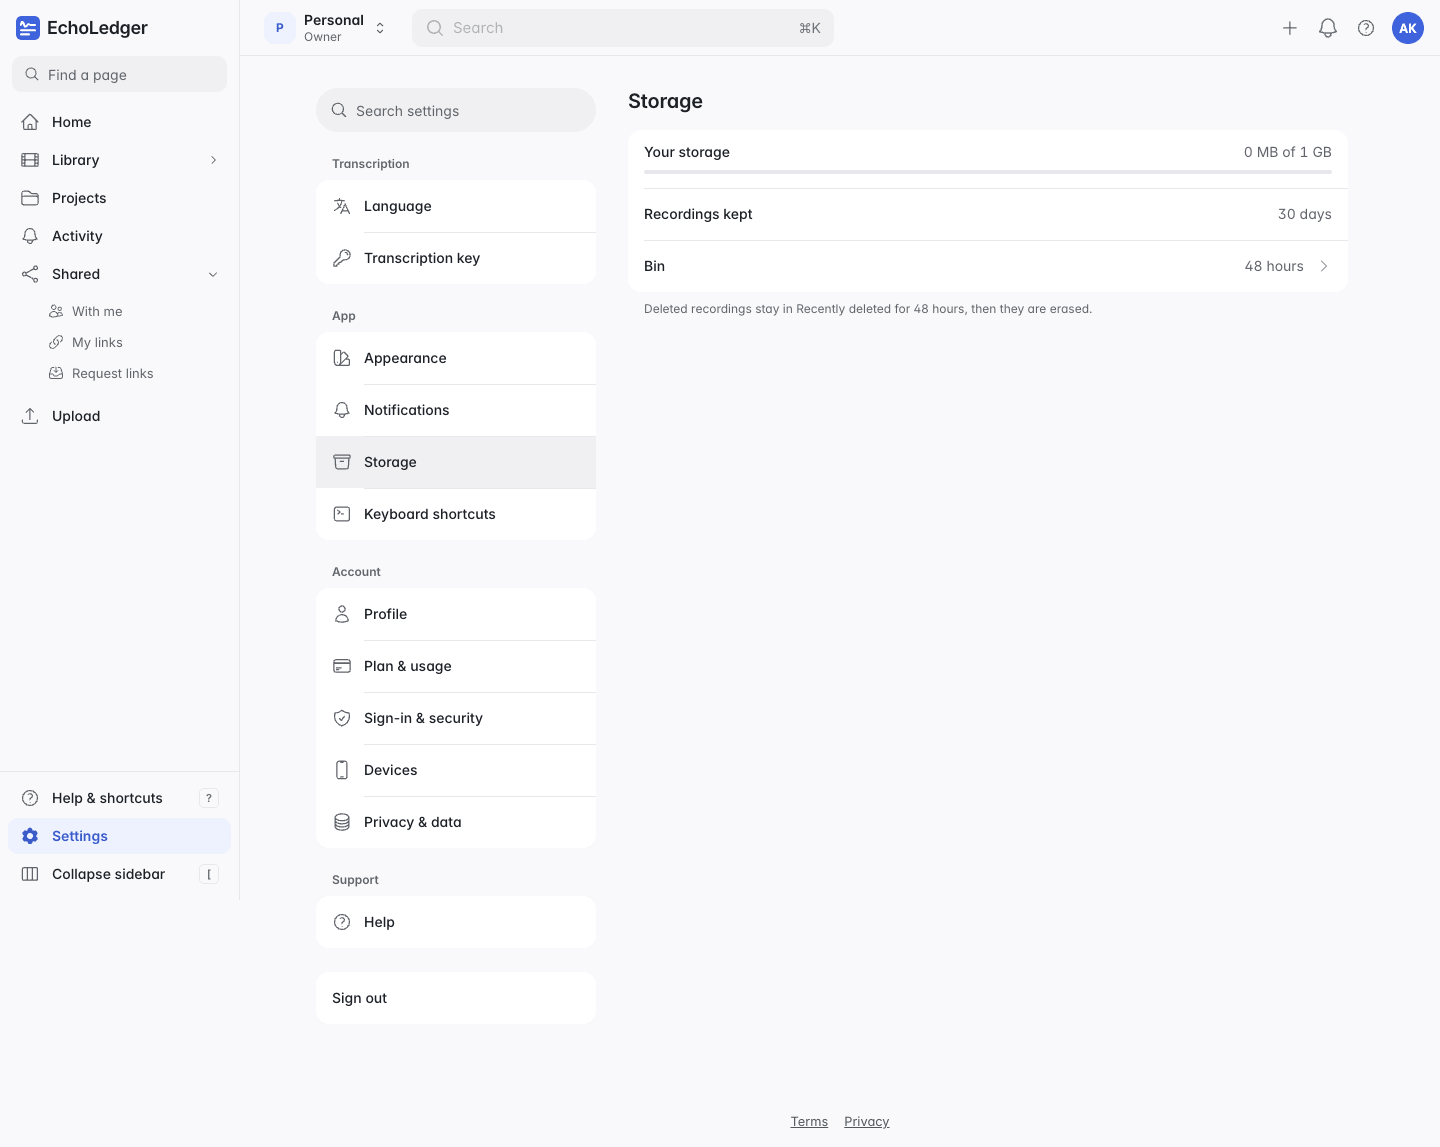 EchoLedger
Find a page
Home
Library
Projects
Activity
Shared
With me
My links
Request links
Upload
Help & shortcuts ?
Settings
Collapse sidebar [
P Personal
Owner
Search ⌘K
AK
Search settings
Transcription
Language
Transcription key
App
Appearance
Notifications
Storage
Keyboard shortcuts
Account
Profile
Plan & usage
Sign-in & security
Devices
Privacy & data
Support
Help
Sign out
Storage
Your storage 0 MB of 1 GB
Recordings kept 30 days
Bin 48 hours
Deleted recordings stay in Recently deleted for 48 hours, then they are erased.
Terms Privacy